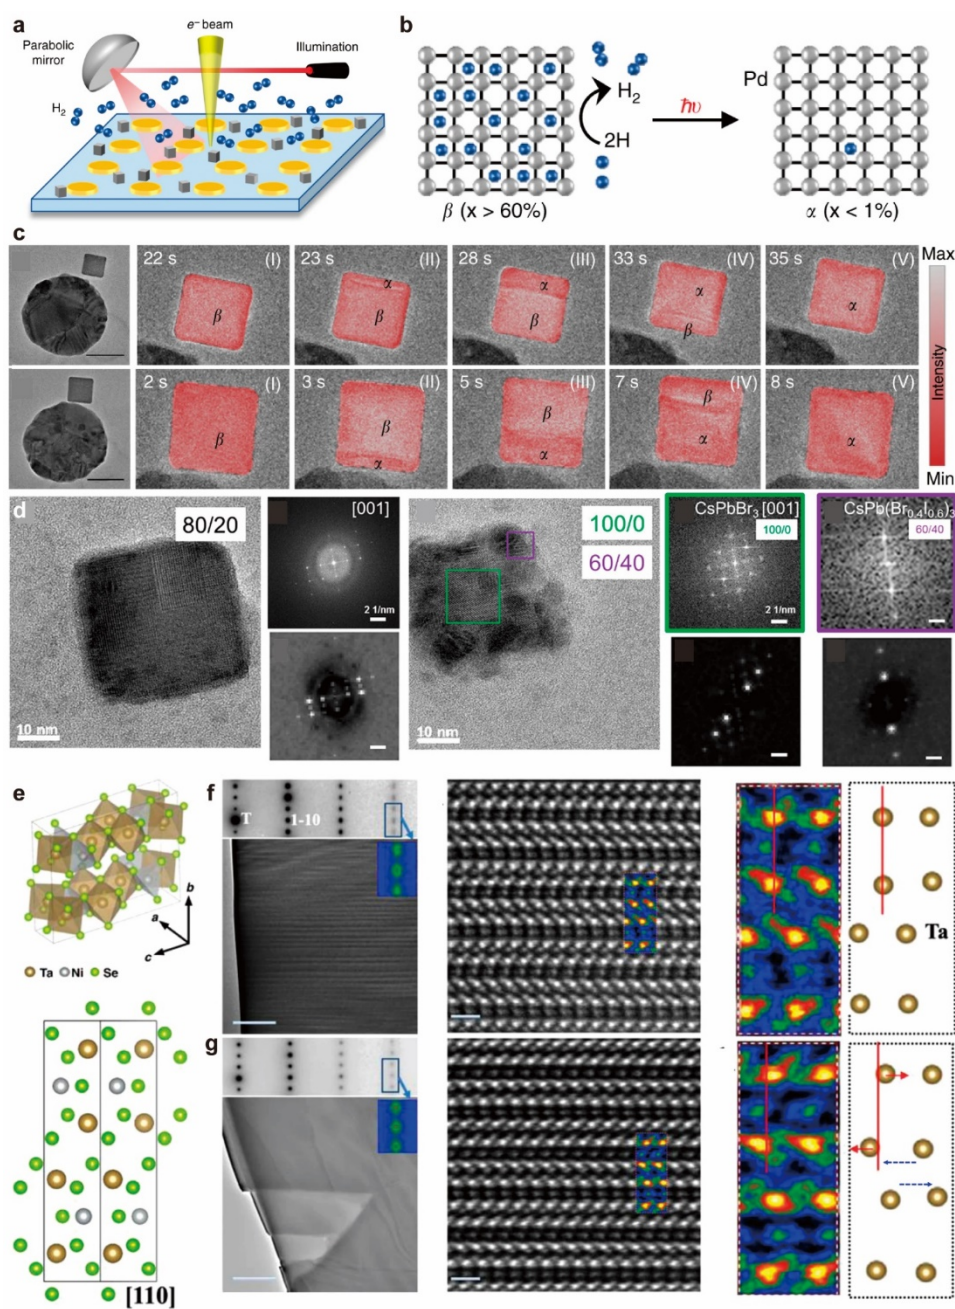 a
e⁻ beam
Parabolic
mirror
Illumination
H₂
b
Pd
H₂
2H
ħυ
β (x > 60%)
α (x < 1%)
c
22 s (I)
β
23 s (II)
α
β
28 s (III)
α
β
33 s (IV)
α
β
35 s (V)
α
2 s (I)
β
3 s (II)
β
α
5 s (III)
β
α
7 s (IV)
β
α
8 s (V)
α
Max
Intensity
Min
d
80/20
10 nm
[001]
2 1/nm
100/0
60/40
10 nm
CsPbBr₃ [001]
100/0
2 1/nm
CsPb(Br₀.₄I₀.₆)₃
60/40
e
b
a
c
Ta Ni Se
[110]
f
T
1-10
Ta
g